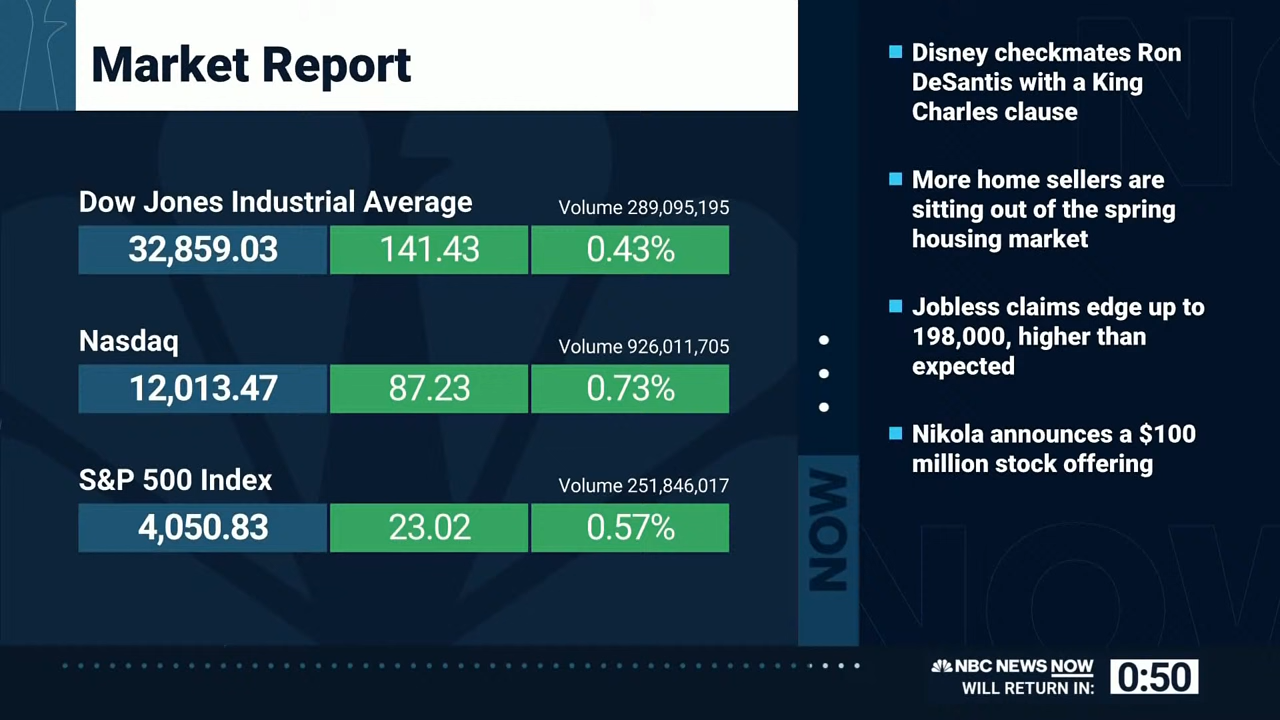 Market Report
Dow Jones Industrial Average
Volume 289,095,195
32,859.03 141.43 0.43%
Nasdaq
Volume 926,011,705
12,013.47 87.23 0.73%
S&P 500 Index
Volume 251,846,017
4,050.83 23.02 0.57%
NOW
Disney checkmates Ron
DeSantis with a King
Charles clause
More home sellers are
sitting out of the spring
housing market
Jobless claims edge up to
198,000, higher than
expected
Nikola announces a $100
million stock offering
NBC NEWS NOW
WILL RETURN IN: 0:50